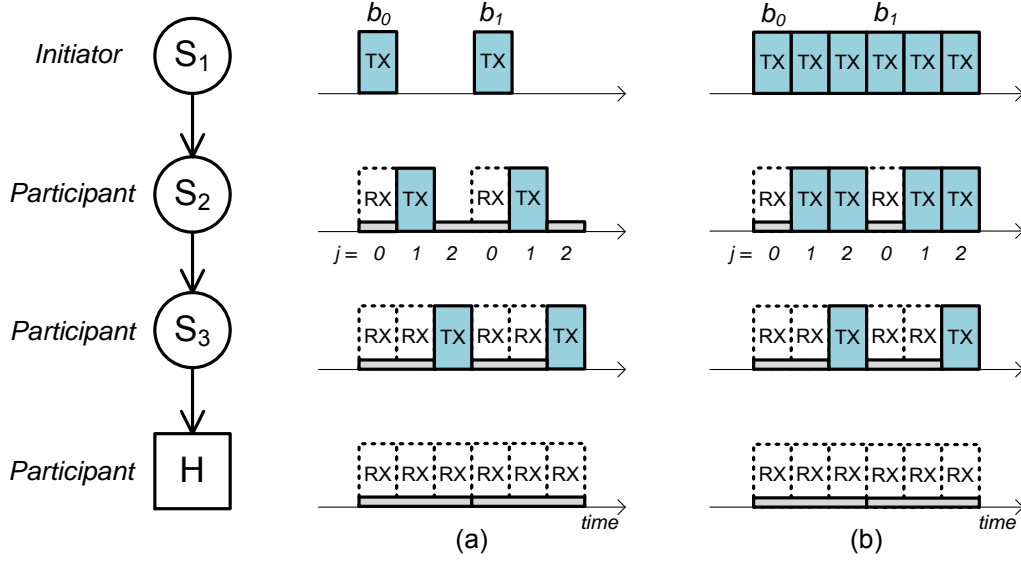 b0 b1 b0 b1
Initiator S1 TX TX TX TX TX TX TX TX
Participant S2 RX TX RX TX RX TX TX RX TX TX
j = 0 1 2 0 1 2 j = 0 1 2 0 1 2
Participant S3 RX RX TX RX RX TX RX RX TX RX RX TX
Participant H RX RX RX RX RX RX RX RX RX RX RX RX
time time
(a) (b)